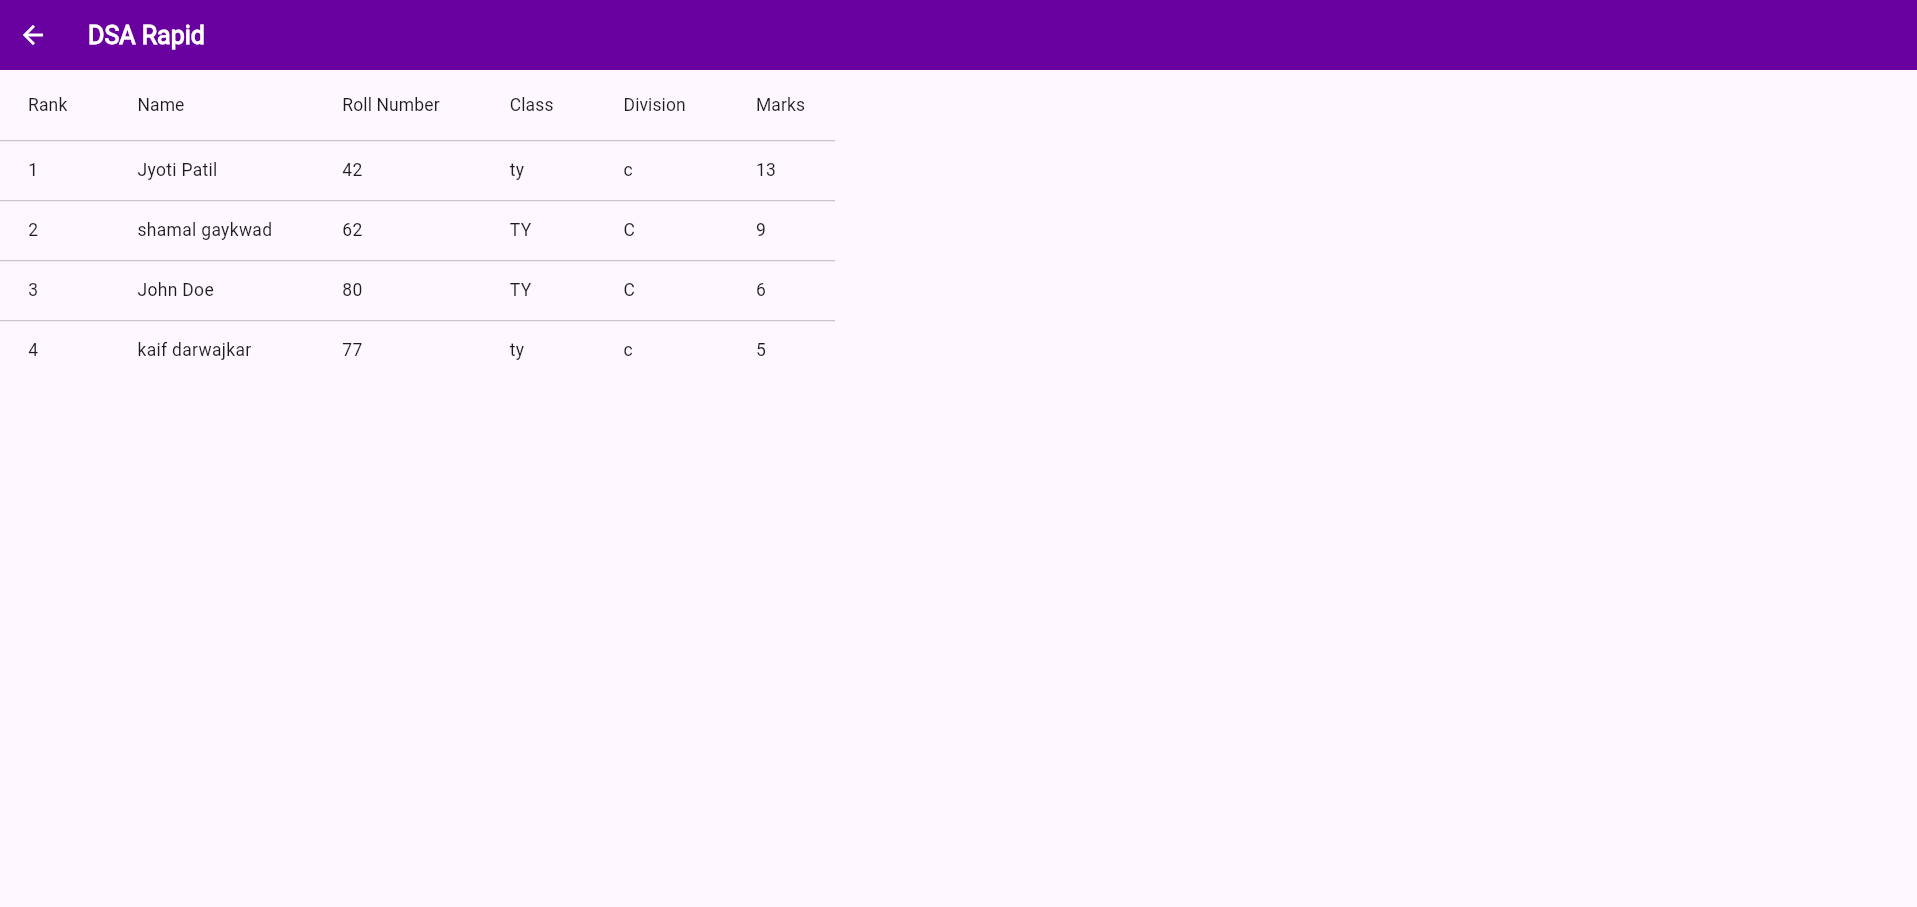 DSA Rapid
Rank Name Roll Number Class Division Marks
1 Jyoti Patil 42 ty c 13
2 shamal gaykwad 62 TY C 9
3 John Doe 80 TY C 6
4 kaif darwajkar 77 ty c 5